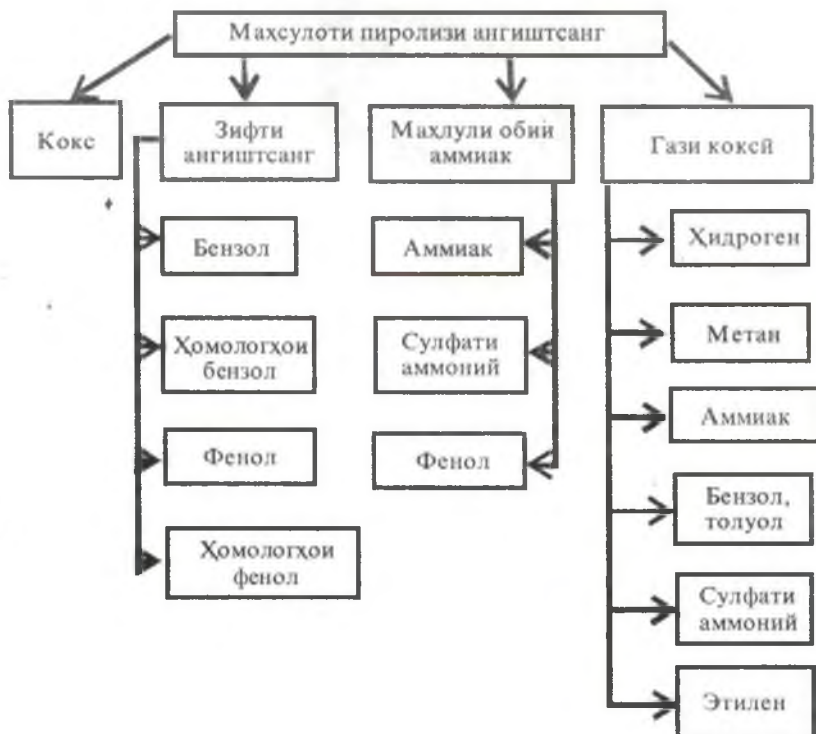 Маҳсулоти пиролизи ангиштсанг
Кокс
Зифти
ангиштсанг
Маҳлули обии
аммиак
Гази коксӣ
Бензол
Ҳомологҳои
бензол
Фенол
Ҳомологҳои
фенол
Аммиак
Сулфати
аммоний
Фенол
Ҳидроген
Метан
Аммиак
Бензол,
толуол
Сулфати
аммоний
Этилен